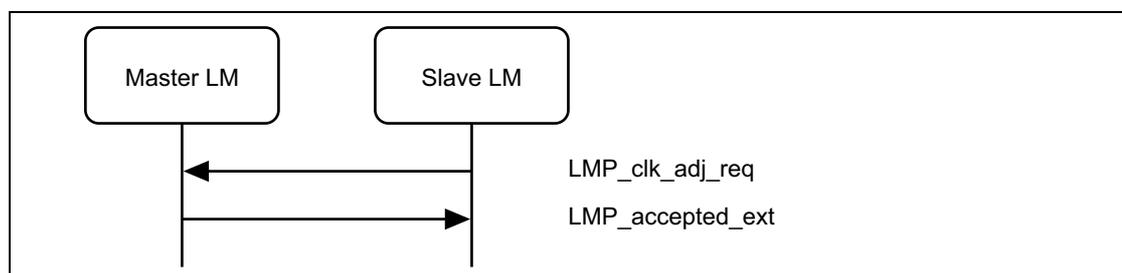 Master LM
Slave LM
LMP_clk_adj_req
LMP_accepted_ext